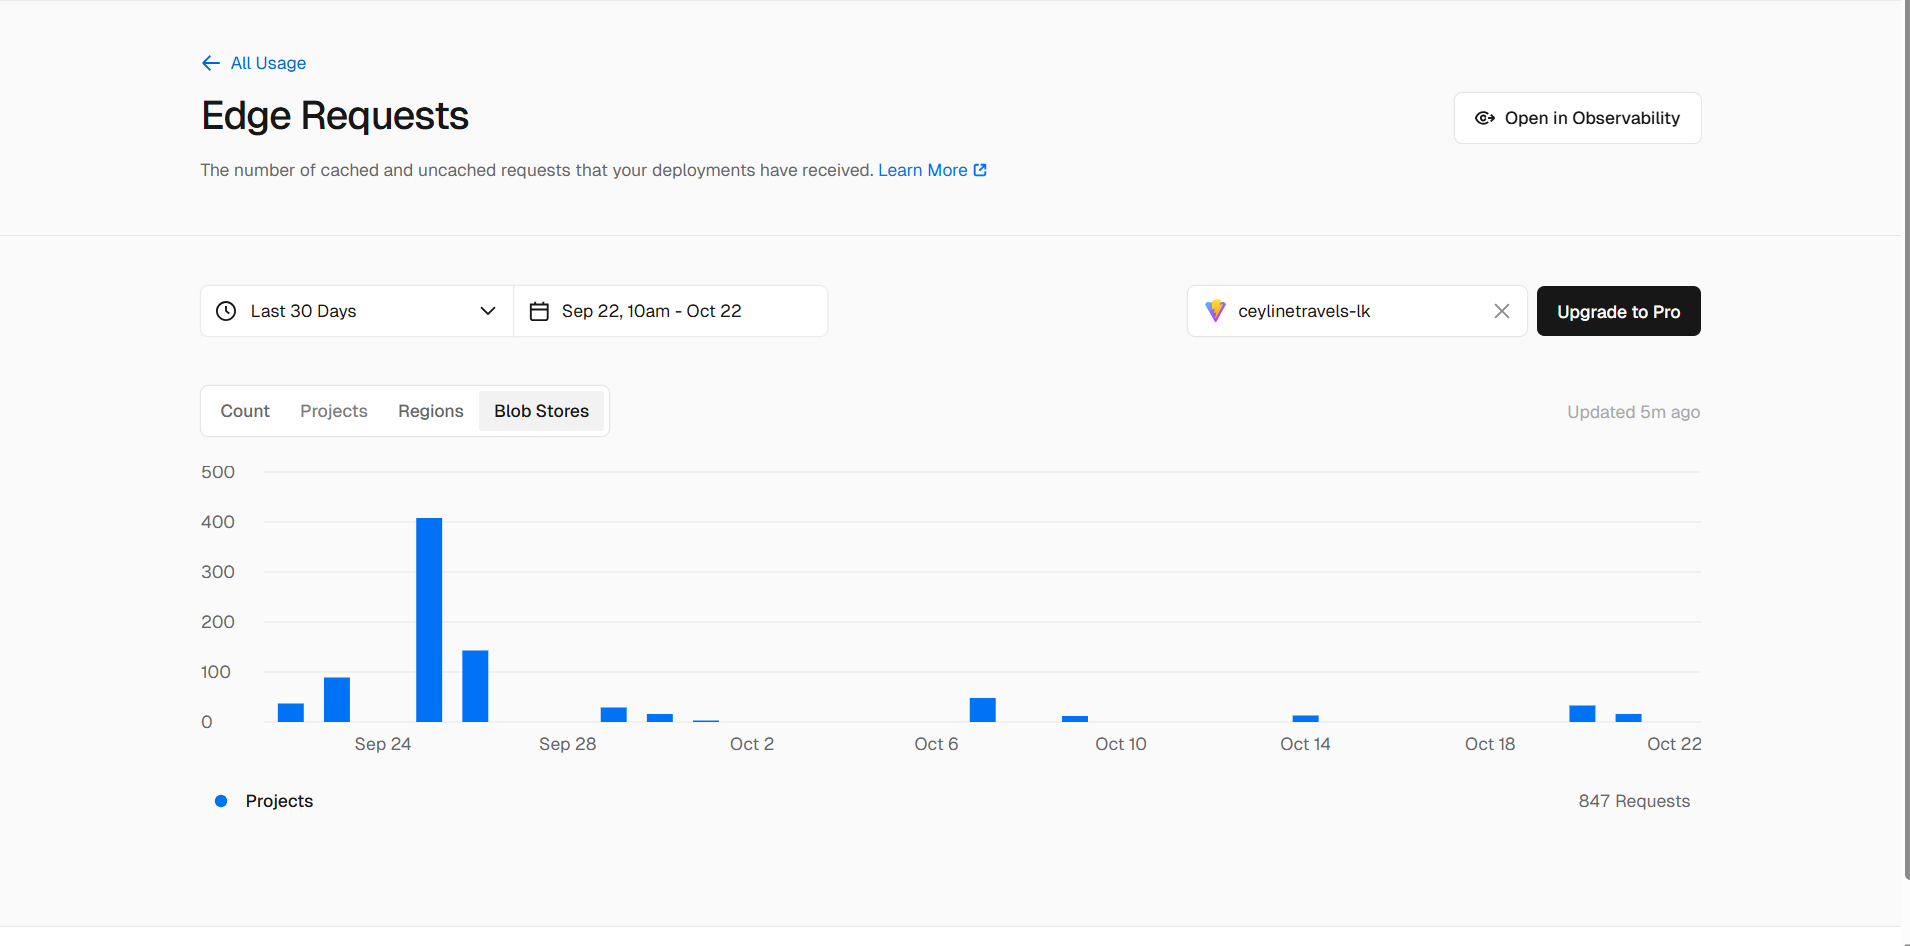 All Usage
Edge Requests
Open in Observability
The number of cached and uncached requests that your deployments have received. Learn More
Last 30 Days
Sep 22, 10am - Oct 22
ceylinetravels-lk
Upgrade to Pro
Count Projects Regions Blob Stores
Updated 5m ago
500
400
300
200
100
0
Sep 24 Sep 28 Oct 2 Oct 6 Oct 10 Oct 14 Oct 18 Oct 22
Projects
847 Requests